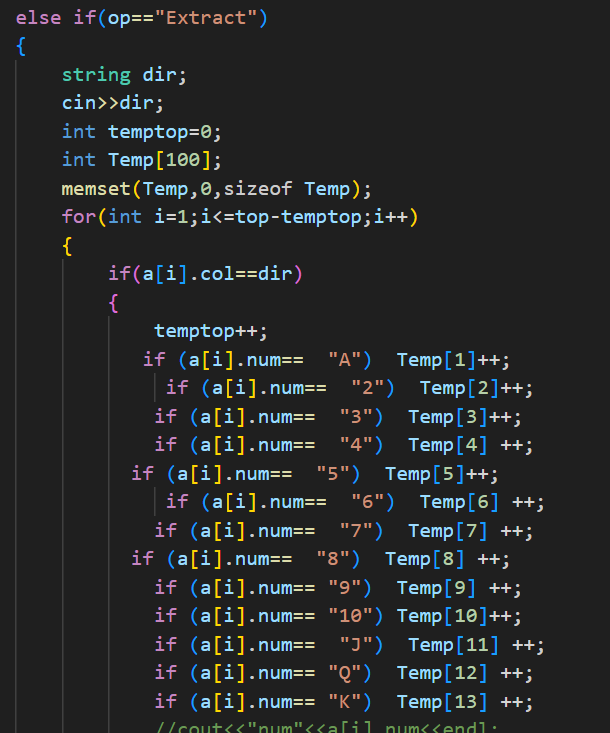 else if(op=="Extract")
{
string dir;
cin>>dir;
int temptop=0;
int Temp[100];
memset(Temp,0,sizeof Temp);
for(int i=1;i<=top-temptop;i++)
{
if(a[i].col==dir)
{
temptop++;
if (a[i].num==  "A")  Temp[1]++;
if (a[i].num==  "2")  Temp[2]++;
if (a[i].num==  "3")  Temp[3]++;
if (a[i].num==  "4")  Temp[4] ++;
if (a[i].num==  "5")  Temp[5]++;
if (a[i].num==  "6")  Temp[6] ++;
if (a[i].num==  "7")  Temp[7] ++;
if (a[i].num==  "8")  Temp[8] ++;
if (a[i].num== "9")  Temp[9] ++;
if (a[i].num== "10") Temp[10]++;
if (a[i].num==  "J")  Temp[11] ++;
if (a[i].num== "Q")  Temp[12] ++;
if (a[i].num== "K")  Temp[13] ++;
//cout<<"num"<<a[i].num<<endl;